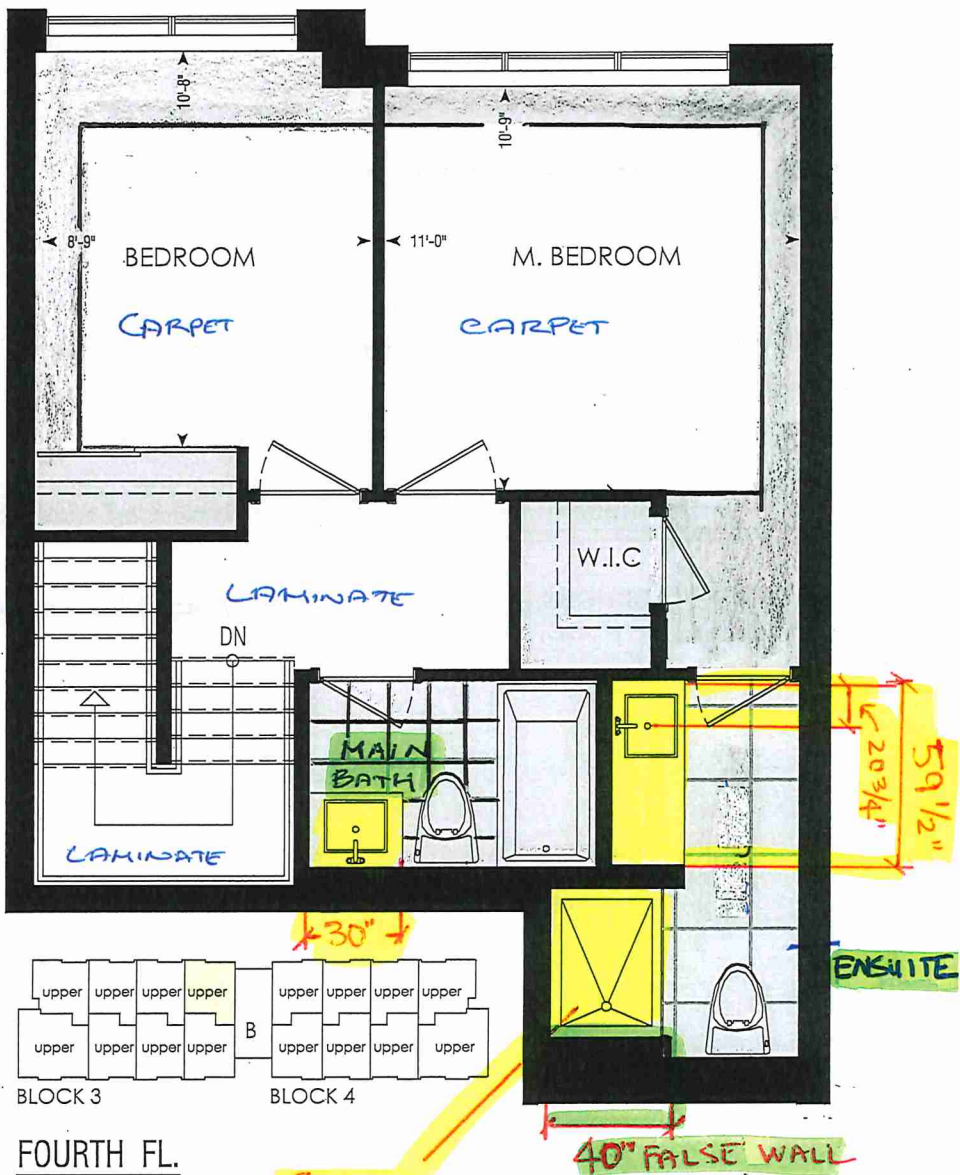 10'-8"
10'-9"
8'-9"
11'-0"
BEDROOM
M. BEDROOM
CARPET
CARPET
W.I.C
LAMINATE
DN
MAIN
BATH
20 3/4"
59 1/2"
LAMINATE
30"
ENSUITE
upper upper upper upper
upper upper upper upper
B
upper upper upper upper
upper upper upper upper
BLOCK 3
BLOCK 4
40" FALSE WALL
FOURTH FL.